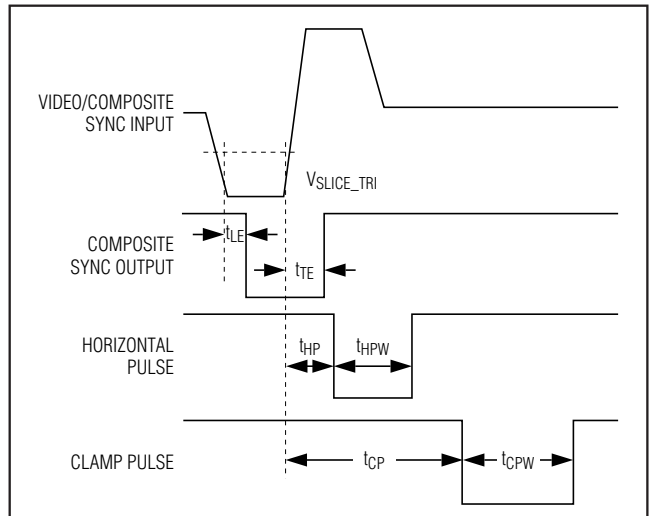 VIDEO/COMPOSITE
SYNC INPUT
VSLICE_TRI
tLE
COMPOSITE
SYNC OUTPUT
tTE
HORIZONTAL
PULSE
tHP
tHPW
CLAMP PULSE
tCP
tCPW